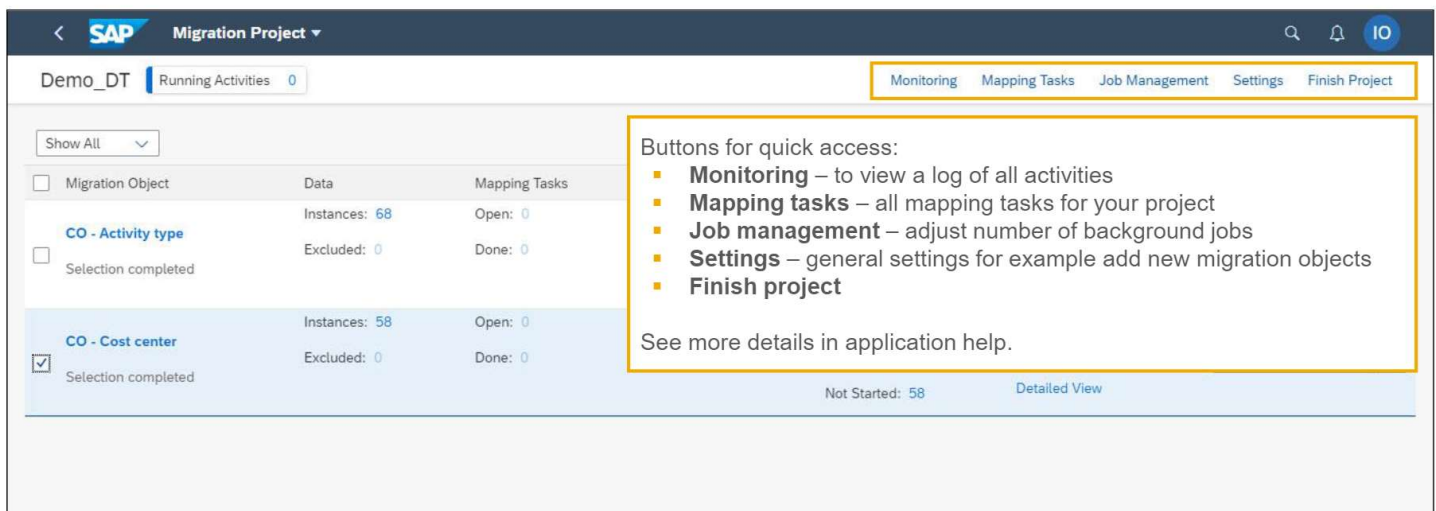 SAP Migration Project
IO
Demo_DT Running Activities 0 Monitoring Mapping Tasks Job Management Settings Finish Project
Show All
Migration Object Data Mapping Tasks
Instances: 68 Open: 0
CO - Activity type
Excluded: 0 Done: 0
Selection completed
Instances: 58 Open: 0
CO - Cost center
Excluded: 0 Done: 0
Selection completed
Not Started: 58 Detailed View
Buttons for quick access:
▪ Monitoring – to view a log of all activities
▪ Mapping tasks – all mapping tasks for your project
▪ Job management – adjust number of background jobs
▪ Settings – general settings for example add new migration objects
▪ Finish project
See more details in application help.